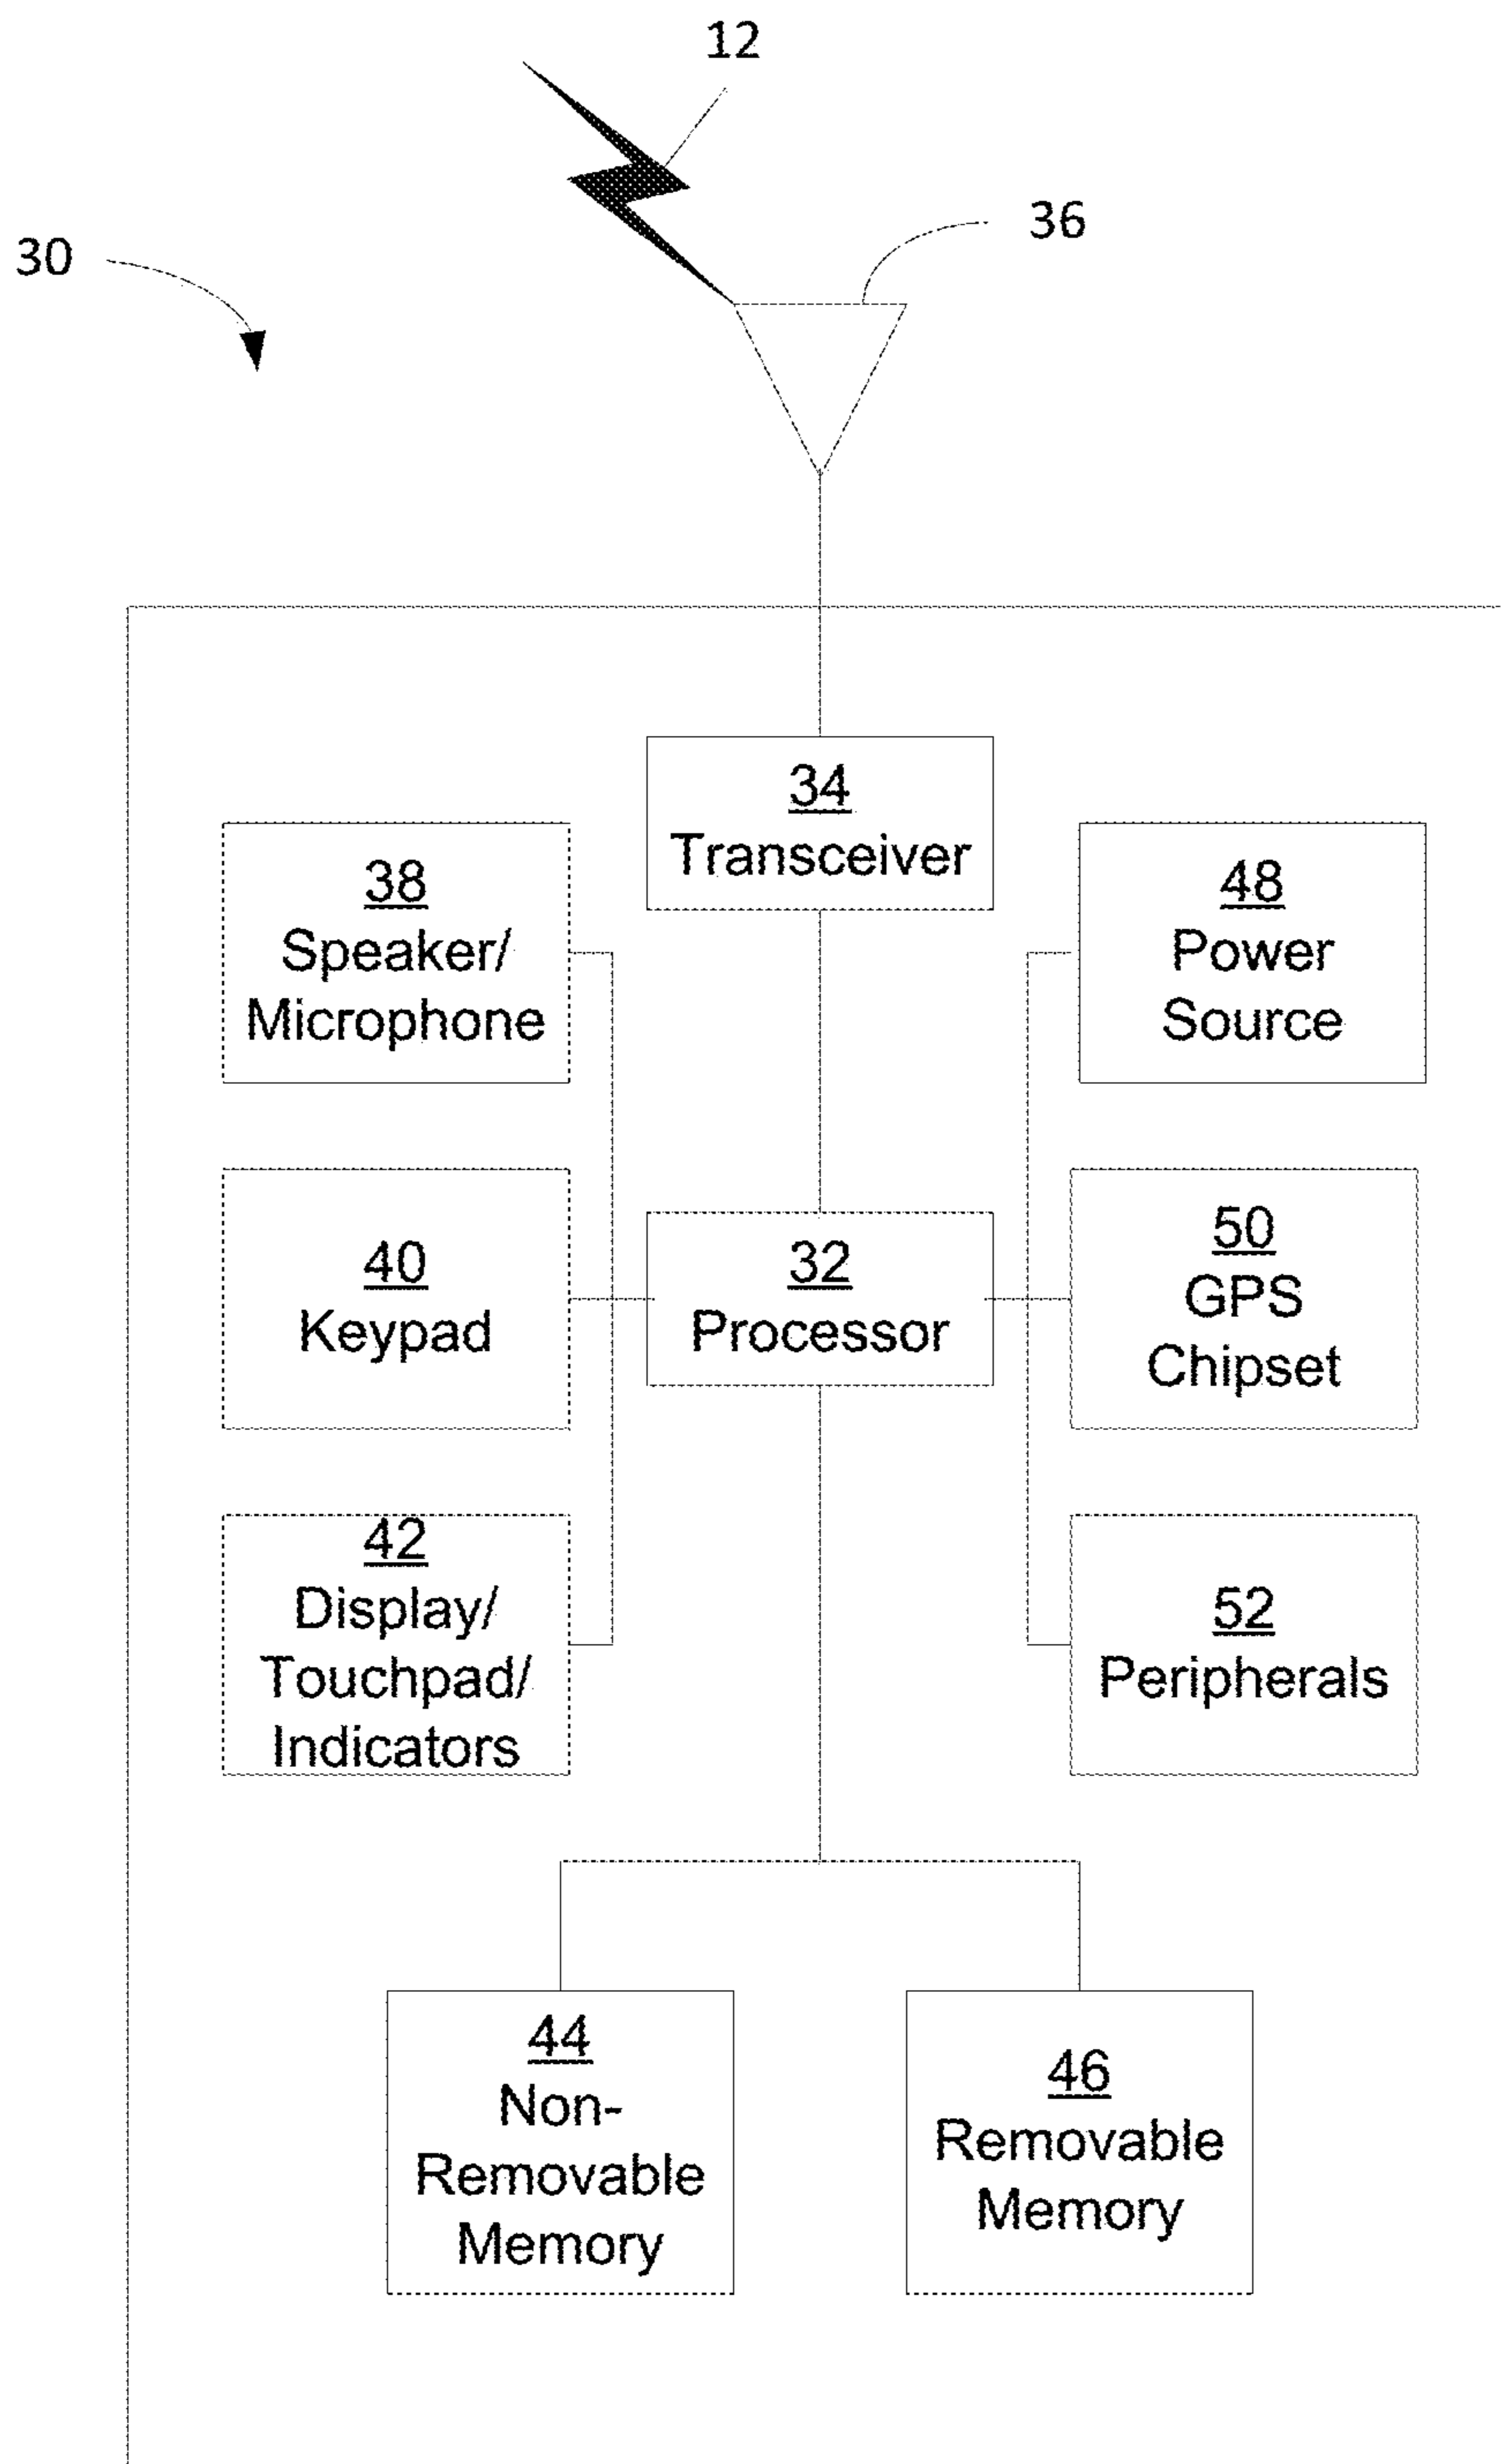 12
36
30
34
Transceiver
38
Speaker/
Microphone
48
Power
Source
40
Keypad
32
Processor
50
GPS
Chipset
42
Display/
Touchpad/
Indicators
52
Peripherals
44
Non-
Removable
Memory
46
Removable
Memory